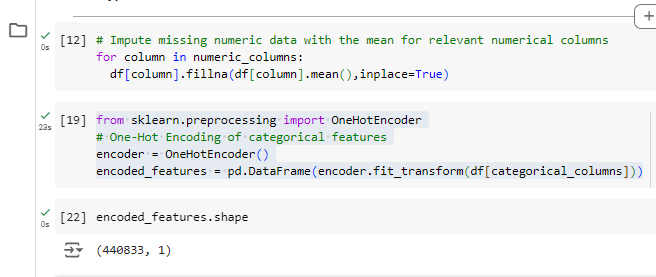 [12] # Impute missing numeric data with the mean for relevant numerical columns
for column in numeric_columns:
  df[column].fillna(df[column].mean(),inplace=True)
0s
[19] from sklearn.preprocessing import OneHotEncoder
# One-Hot Encoding of categorical features
encoder = OneHotEncoder()
encoded_features = pd.DataFrame(encoder.fit_transform(df[categorical_columns]))
23s
[22] encoded_features.shape
0s
(440833, 1)